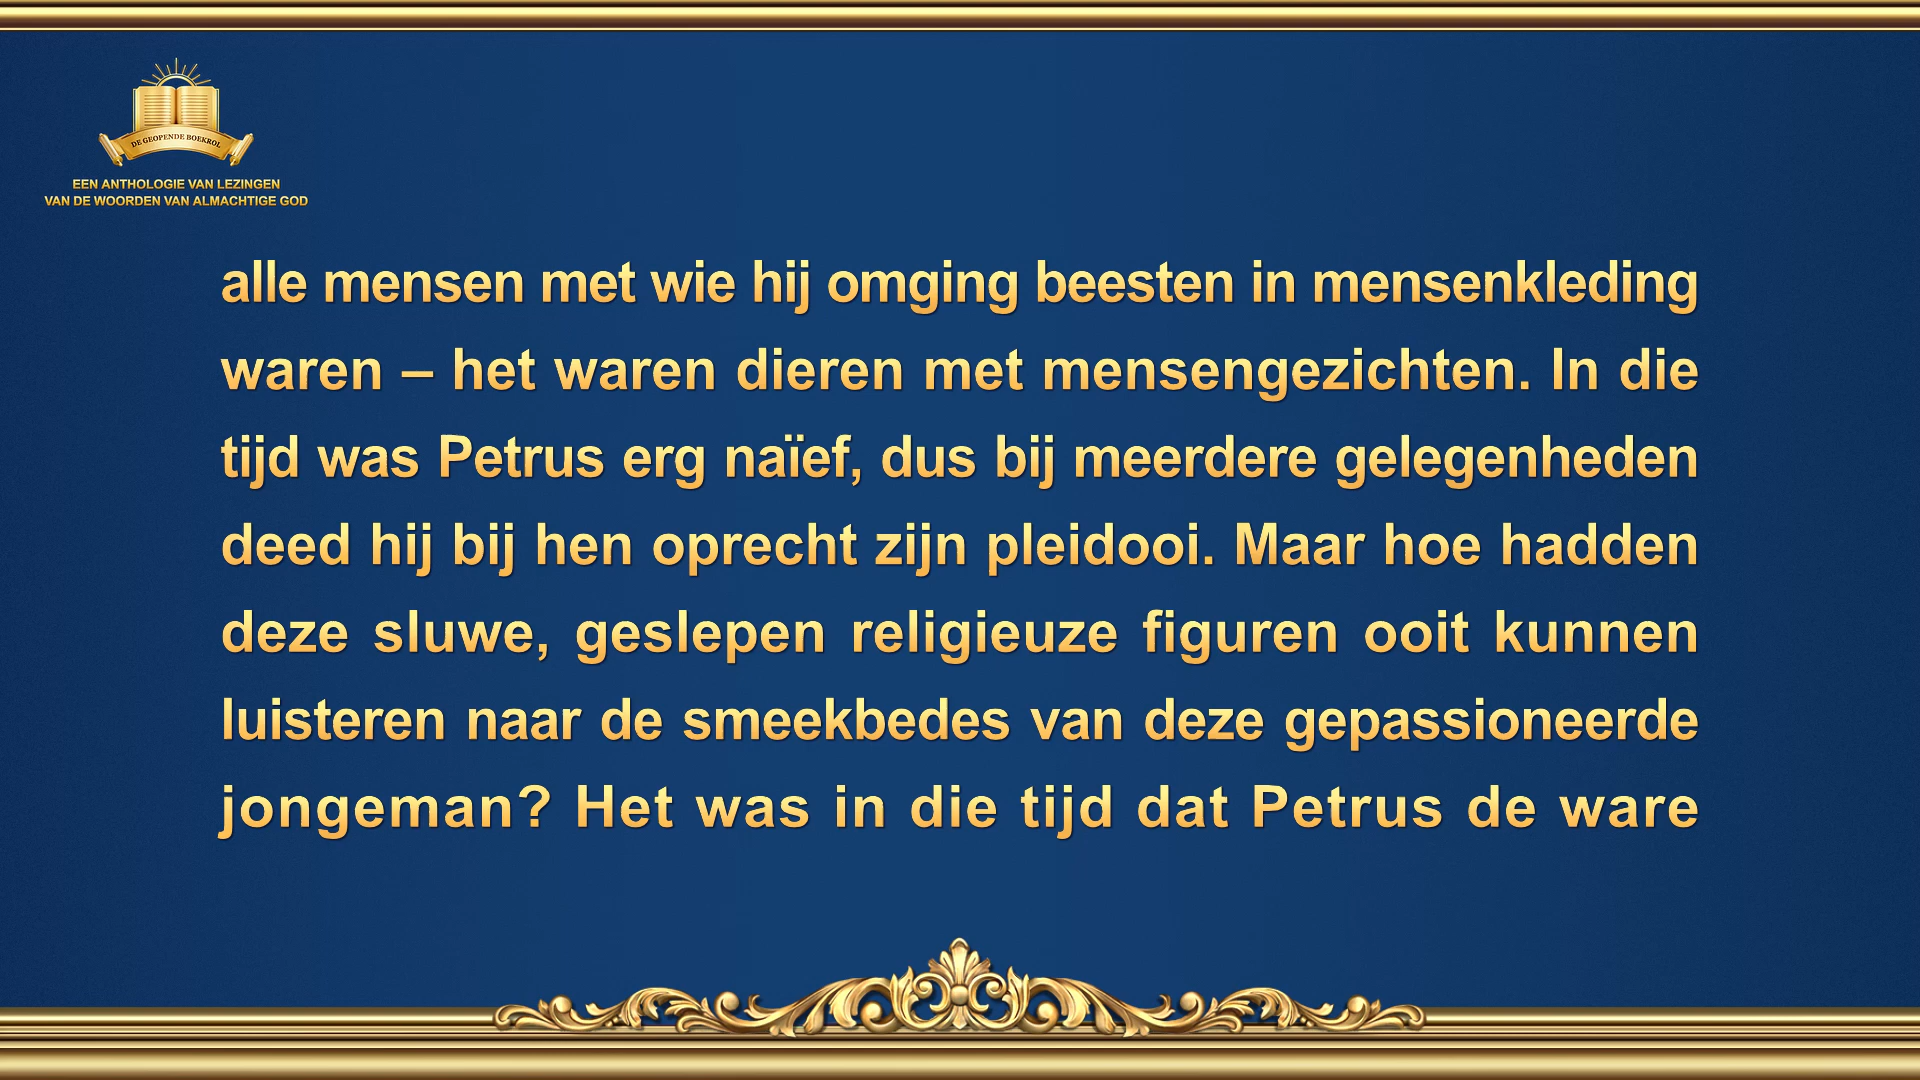 DE GEOPENDE BOEKROL
EEN ANTHOLOGIE VAN LEZINGEN
VAN DE WOORDEN VAN ALMACHTIGE GOD
alle mensen met wie hij omging beesten in mensenkleding
waren – het waren dieren met mensengezichten. In die
tijd was Petrus erg naïef, dus bij meerdere gelegenheden
deed hij bij hen oprecht zijn pleidooi. Maar hoe hadden
deze sluwe, geslepen religieuze figuren ooit kunnen
luisteren naar de smeekbedes van deze gepassioneerde
jongeman? Het was in die tijd dat Petrus de ware